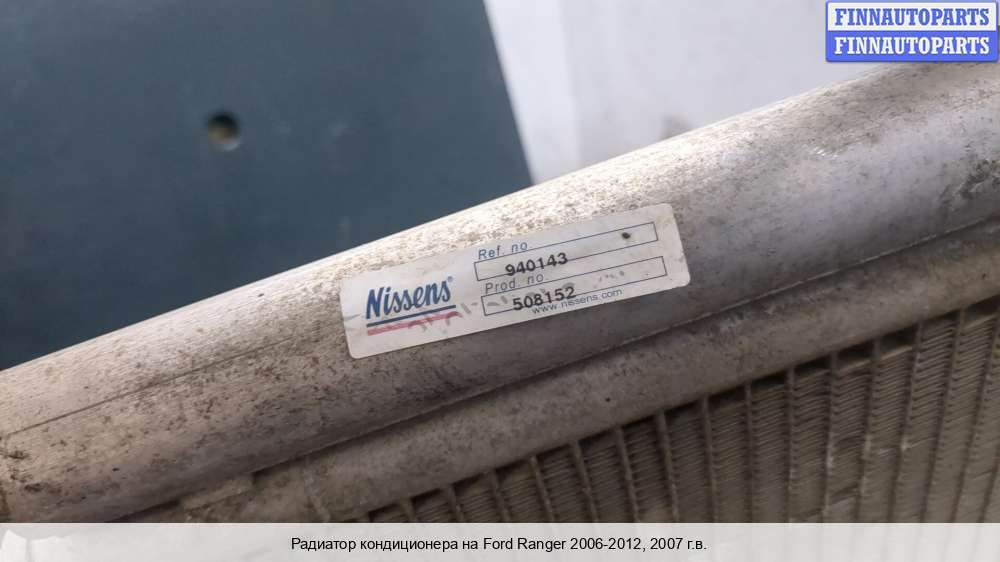 FINNAUTOPARTS
FINNAUTOPARTS
Nissens®
Ref. no.
940143
Prod. no.
508152
www.nissens.com
Радиатор кондиционера на Ford Ranger 2006-2012, 2007 г.в.